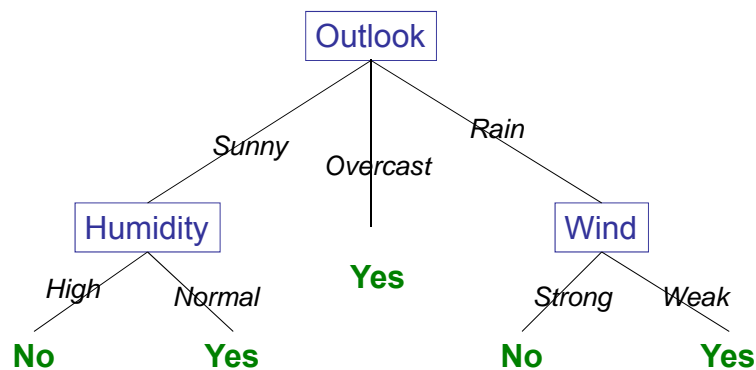 Outlook
Sunny
Overcast
Rain
Humidity
Wind
High
Normal
Yes
Strong
Weak
No
Yes
No
Yes